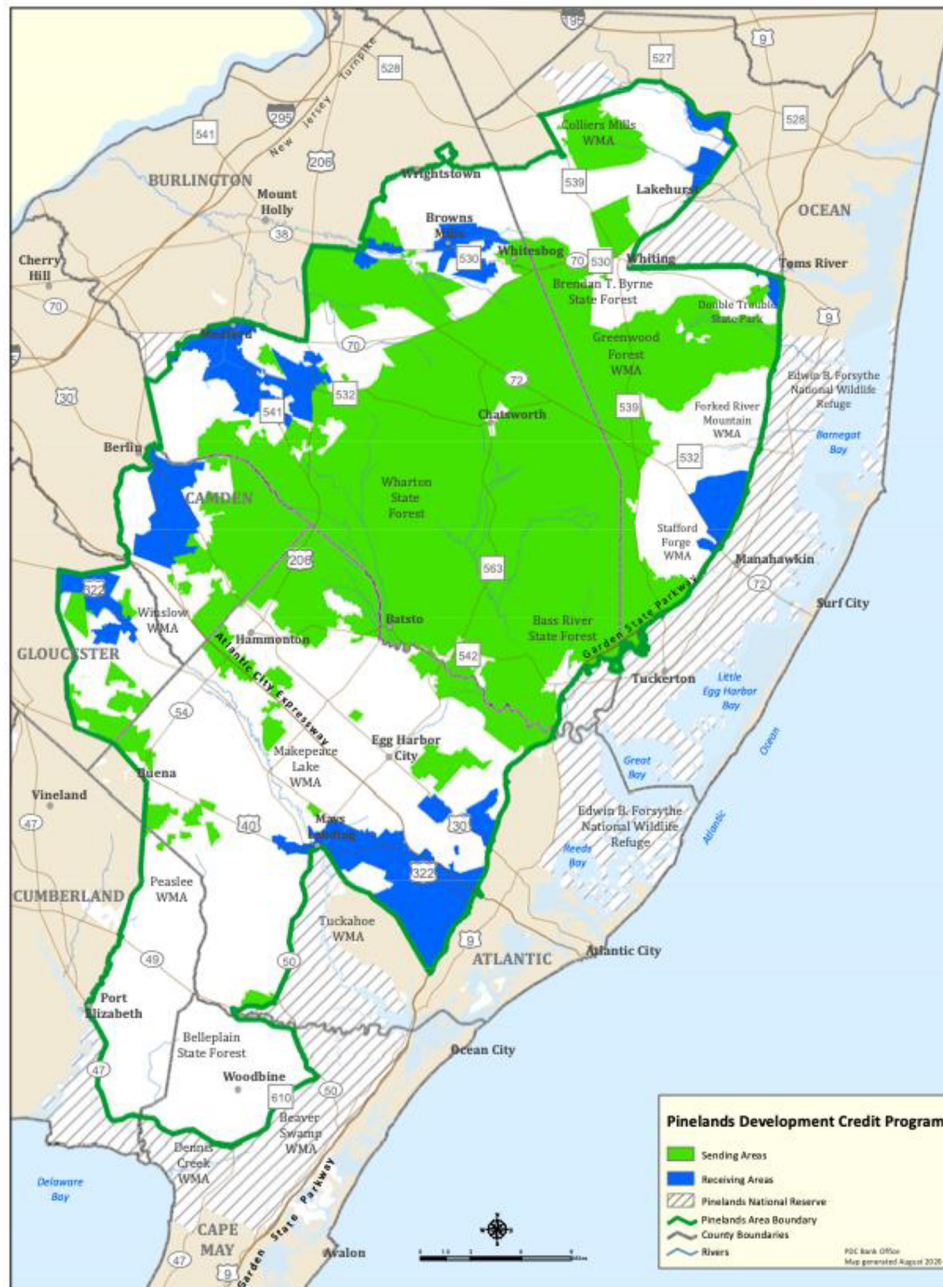 195
9
527
528
New Jersey Turnpike
295
528
541
Colliers Mills
WMA
206
Wrightstown
BURLINGTON
539
Lakehurst
Mount
Holly
OCEAN
Browns
Mills
38
Whitesbog
Cherry
Hill
530
70
530
Whiting
Toms River
Brendan T. Byrne
State Forest
70
Double Trouble
State Park
9
Medford
Greenwood
Forest
WMA
70
Edwin B. Forsythe
National Wildlife
Refuge
72
30
532
541
539
Forked River
Mountain
WMA
Chatsworth
Barnegat
Bay
Berlin
532
Wharton
State
Forest
CAMDEN
Stafford
Forge
WMA
206
Manahawkin
563
322
72
Surf City
Winslow
WMA
Batsto
Bass River
State Forest
Garden State Parkway
Hammonton
GLOUCESTER
542
Atlantic City Expressway
Tuckerton
Little
Egg Harbor
Bay
54
Egg Harbor
City
Ocean
Makepeace
Lake
WMA
Great
Bay
Buena
Vineland
47
40
Mays
Landing
30
Edwin B. Forsythe
National Wildlife
Refuge
Atlantic
Reeds
Bay
322
Peaslee
WMA
CUMBERLAND
Tuckahoe
WMA
9
Atlantic City
ATLANTIC
49
50
Port
Elizabeth
Belleplain
State Forest
Ocean City
47
Woodbine
610
50
Beaver
Swamp
WMA
Dennis
Creek
WMA
Delaware
Bay
Garden State Parkway
CAPE
MAY
Avalon
47
9
Pinelands Development Credit Program
Sending Areas
Receiving Areas
Pinelands National Reserve
Pinelands Area Boundary
County Boundaries
Rivers
PDC Bank Office
Map generated August 2020